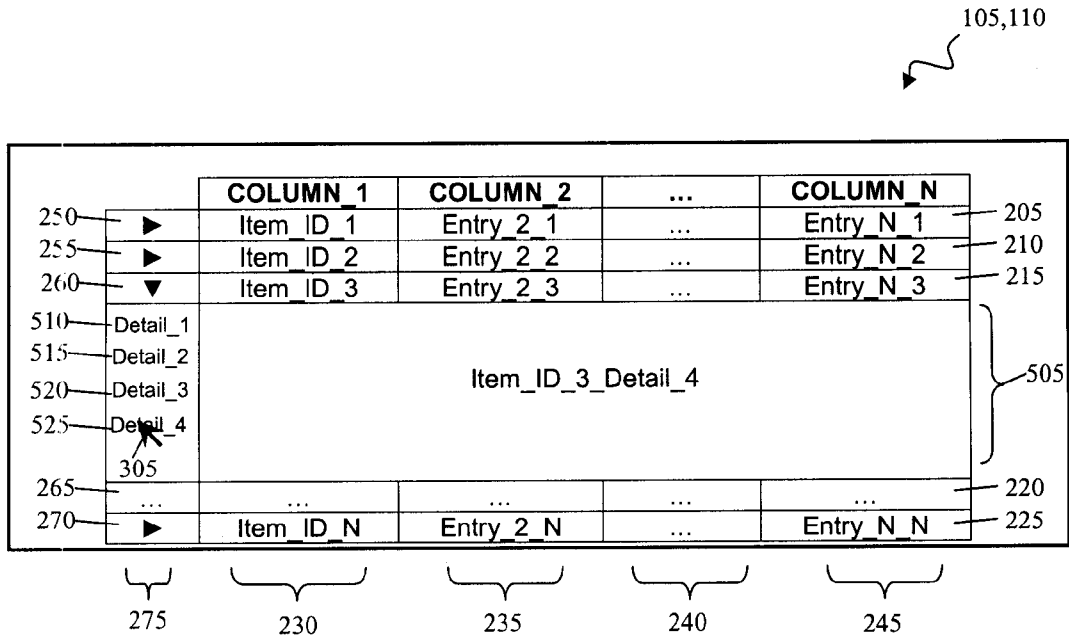 105,110
COLUMN_1 COLUMN_2 ... COLUMN_N
250 Item_ID_1 Entry_2_1 ... Entry_N_1 205
255 Item_ID_2 Entry_2_2 ... Entry_N_2 210
260 Item_ID_3 Entry_2_3 ... Entry_N_3 215
510 Detail_1
515 Detail_2
520 Detail_3 Item_ID_3_Detail_4 505
525 Detail_4
305
265 ... ... ... ... ... 220
270 Item_ID_N Entry_2_N ... Entry_N_N 225
275 230 235 240 245